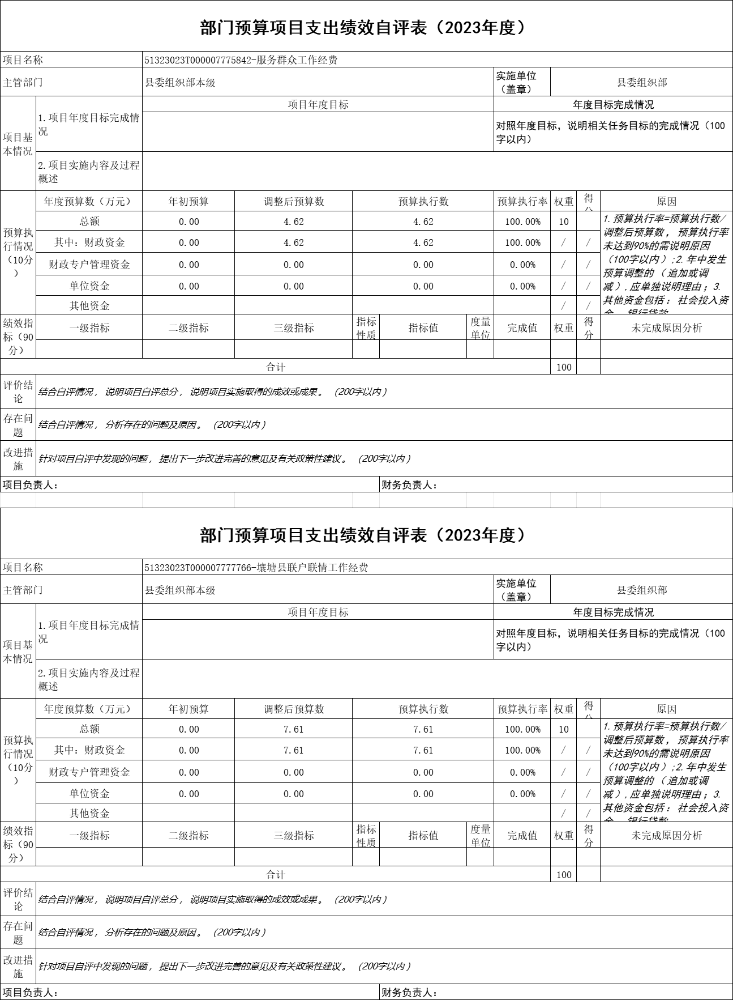 部门预算项目支出绩效自评表（2023年度）
项目名称 51323023T000007775842-服务群众工作经费
主管部门 县委组织部本级 实施单位（盖章） 县委组织部
项目基本情况 1.项目年度目标完成情况 项目年度目标 年度目标完成情况
对照年度目标，说明相关任务目标的完成情况（100字以内）
2.项目实施内容及过程概述
预算执行情况（10分） 年度预算数（万元） 年初预算 调整后预算数 预算执行数 预算执行率 权重 得分 原因
总额 0.00 4.62 4.62 100.00% 10
其中：财政资金 0.00 4.62 4.62 100.00% / /
财政专户管理资金 0.00 0.00 0.00 0.00% / /
单位资金 0.00 0.00 0.00 0.00% / /
其他资金 / /
1.预算执行率=预算执行数/
调整后预算数，预算执行率
未达到90%的需说明原因
（100字以内）;2.年中发生
预算调整的（追加或调
减）,应单独说明理由；3.
其他资金包括：社会投入资
金、银行贷款
绩效指标（90分） 一级指标 二级指标 三级指标 指标性质 指标值 度量单位 完成值 权重 得分 未完成原因分析
合计 100
评价结论 结合自评情况，说明项目自评总分，说明项目实施取得的成效或成果。（200字以内）
存在问题 结合自评情况，分析存在的问题及原因。（200字以内）
改进措施 针对项目自评中发现的问题，提出下一步改进完善的意见及有关政策性建议。（200字以内）
项目负责人： 财务负责人：
部门预算项目支出绩效自评表（2023年度）
项目名称 51323023T000007777766-壤塘县联户联情工作经费
主管部门 县委组织部本级 实施单位（盖章） 县委组织部
项目基本情况 1.项目年度目标完成情况 项目年度目标 年度目标完成情况
对照年度目标，说明相关任务目标的完成情况（100字以内）
2.项目实施内容及过程概述
预算执行情况（10分） 年度预算数（万元） 年初预算 调整后预算数 预算执行数 预算执行率 权重 得分 原因
总额 0.00 7.61 7.61 100.00% 10
其中：财政资金 0.00 7.61 7.61 100.00% / /
财政专户管理资金 0.00 0.00 0.00 0.00% / /
单位资金 0.00 0.00 0.00 0.00% / /
其他资金 / /
1.预算执行率=预算执行数/
调整后预算数，预算执行率
未达到90%的需说明原因
（100字以内）;2.年中发生
预算调整的（追加或调
减）,应单独说明理由；3.
其他资金包括：社会投入资
金、银行贷款
绩效指标（90分） 一级指标 二级指标 三级指标 指标性质 指标值 度量单位 完成值 权重 得分 未完成原因分析
合计 100
评价结论 结合自评情况，说明项目自评总分，说明项目实施取得的成效或成果。（200字以内）
存在问题 结合自评情况，分析存在的问题及原因。（200字以内）
改进措施 针对项目自评中发现的问题，提出下一步改进完善的意见及有关政策性建议。（200字以内）
项目负责人： 财务负责人：